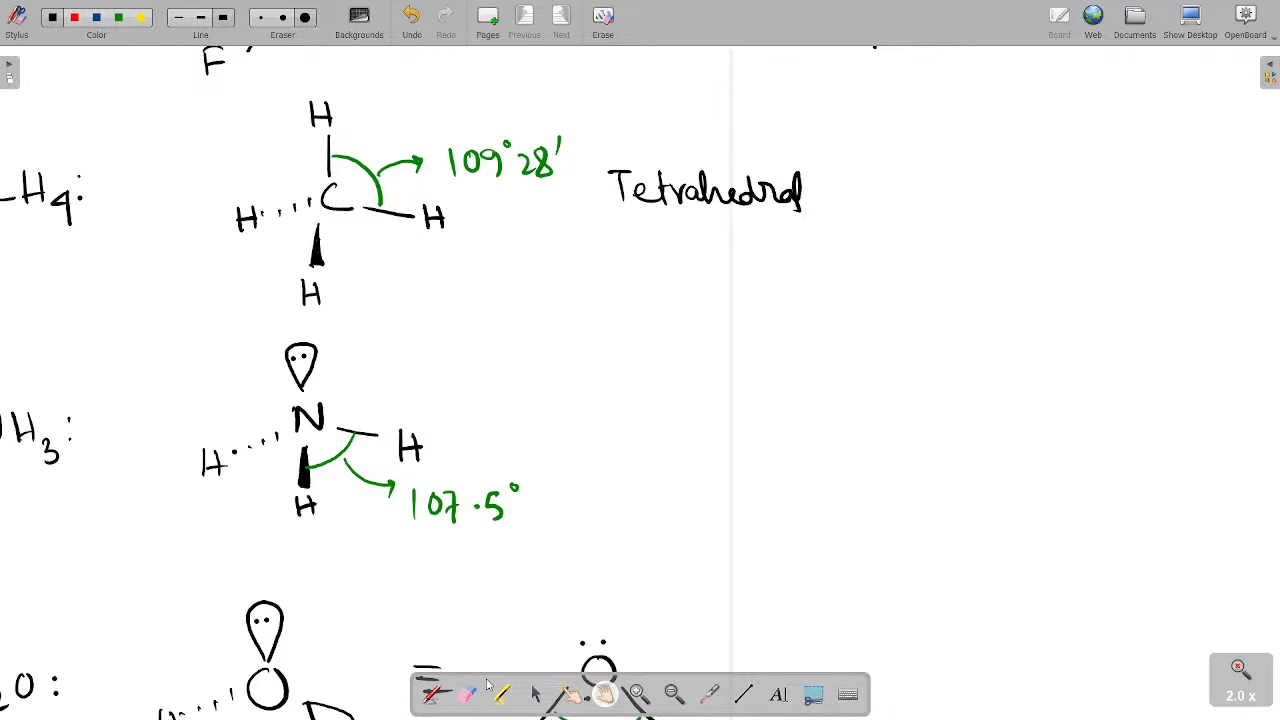 Stylus
Color
Line
Eraser
Backgrounds
Undo
Redo
Pages
Previous
Next
Erase
Board
Web
Documents
Show Desktop
OpenBoard
F
H
109°28'
H4:
C
Tetrahedral
H
H
H
N
H3:
H
H
H
107.5°
O
O:
O
2.0 x